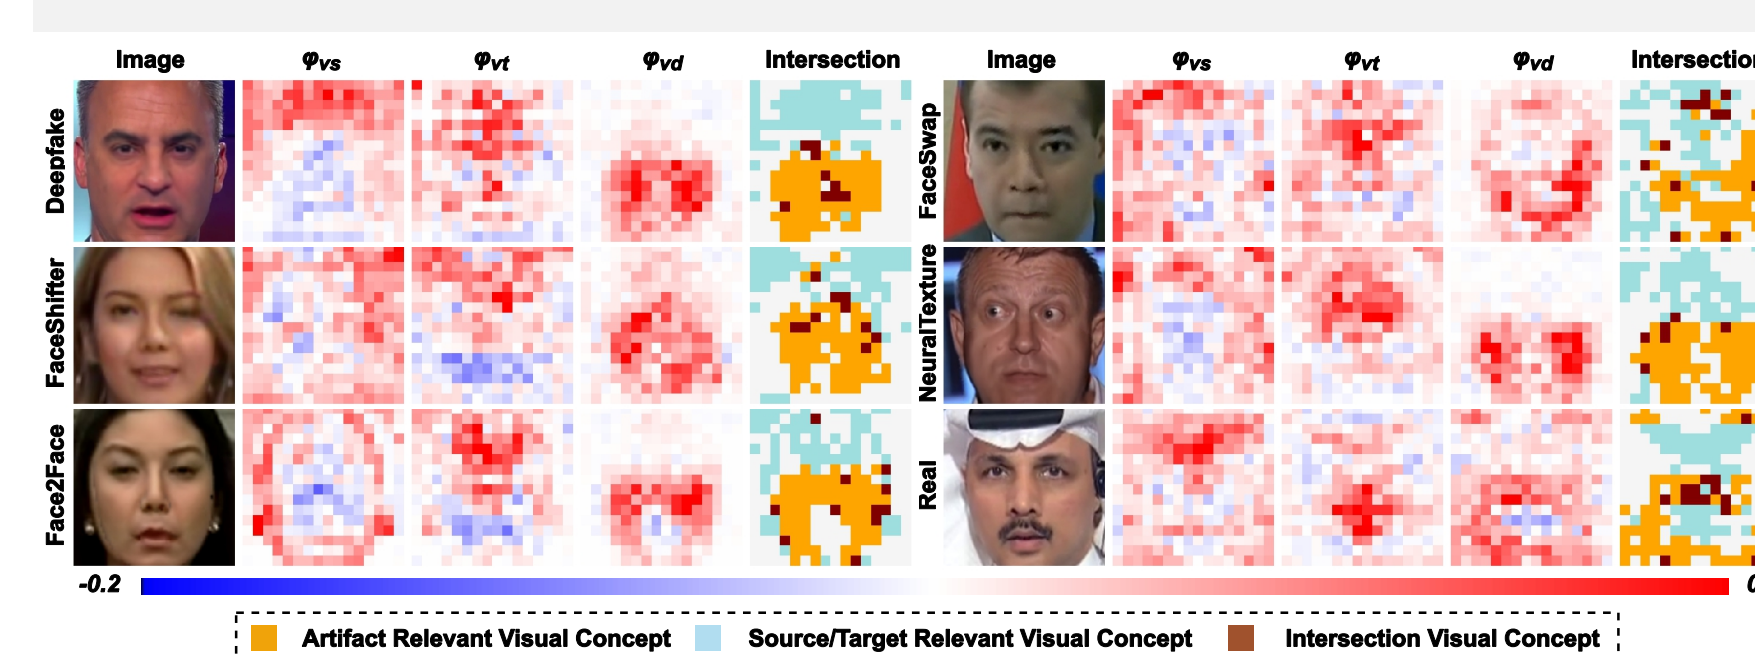 Image φvs φvt φvd Intersection Image φvs φvt φvd Intersection
Deepfake
FaceSwap
FaceShifter
NeuralTexture
Face2Face
Real
-0.2
Artifact Relevant Visual Concept Source/Target Relevant Visual Concept Intersection Visual Concept